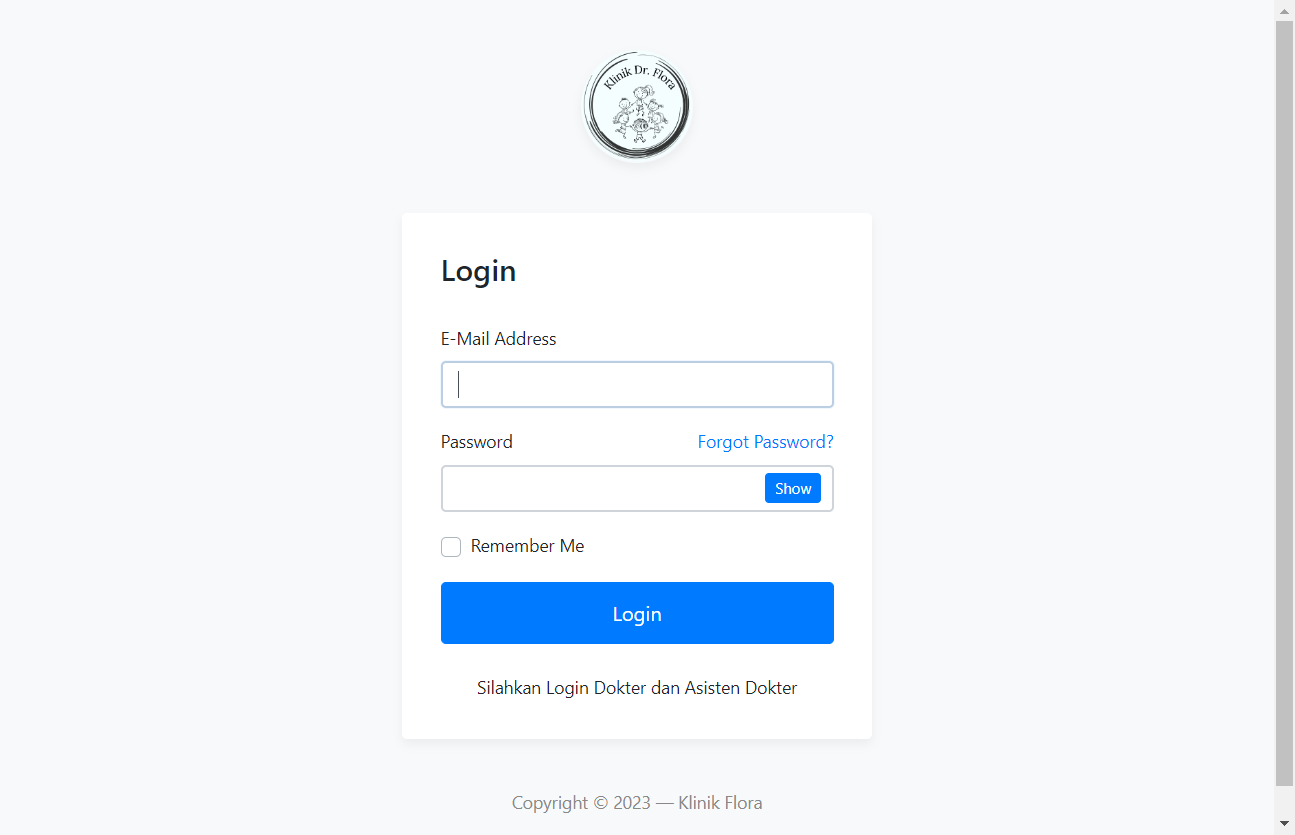 Klinik Dr. Flora
Login
E-Mail Address
Password Forgot Password?
Show
Remember Me
Login
Silahkan Login Dokter dan Asisten Dokter
Copyright © 2023 — Klinik Flora